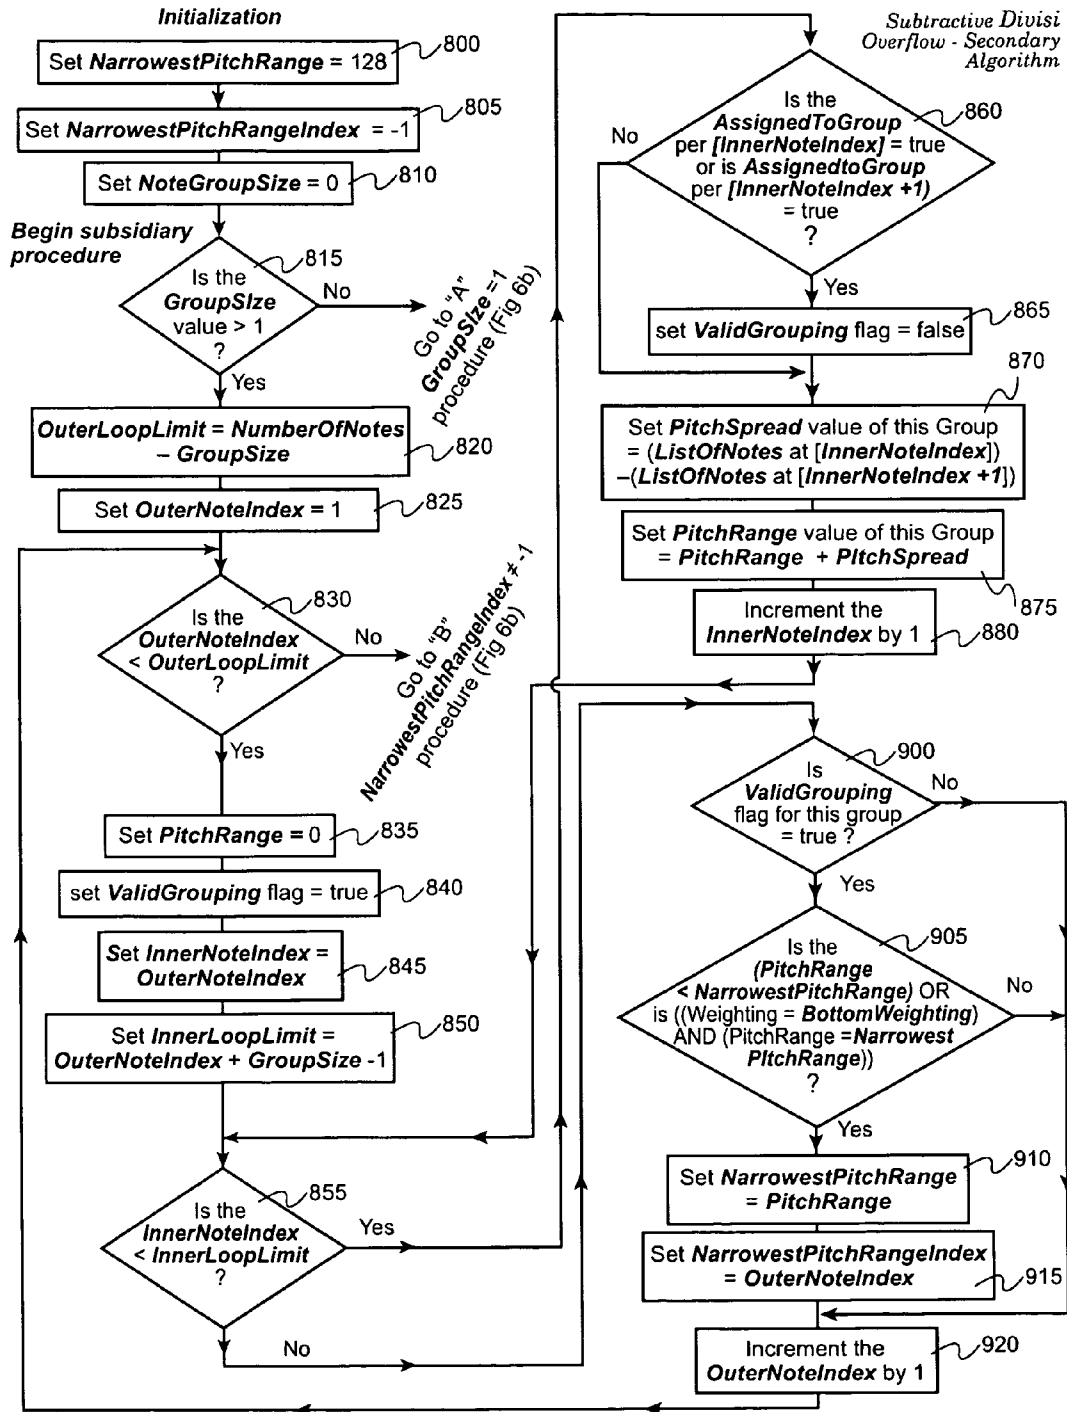 Initialization
800
Set NarrowestPitchRange = 128
805
Set NarrowestPitchRangeIndex = -1
Set NoteGroupSize = 0
810
Begin subsidiary
procedure
815
Is the
GroupSIze
value > 1
?
No
Yes
Go to "A"
GroupSIze =1
procedure (Fig 6b)
OuterLoopLimit = NumberOfNotes
– GroupSize
820
Set OuterNoteIndex = 1
825
830
Is the
OuterNoteIndex
< OuterLoopLimit
?
No
Yes
Go to "B"
NarrowestPitchRangeIndex ≠ -1
procedure (Fig 6b)
Set PitchRange = 0
835
set ValidGrouping flag = true
840
Set InnerNoteIndex =
OuterNoteIndex
845
850
Set InnerLoopLimit =
OuterNoteIndex + GroupSize -1
855
Is the
InnerNoteIndex
< InnerLoopLimit
?
Yes
No
Subtractive Divisi
Overflow - Secondary
Algorithm
860
Is the
AssignedToGroup
per [InnerNoteIndex] = true
or is AssignedtoGroup
per [InnerNoteIndex +1)
= true
?
No
Yes
865
set ValidGrouping flag = false
870
Set PitchSpread value of this Group
= (ListOfNotes at [InnerNoteIndex])
–(ListOfNotes at [InnerNoteIndex +1])
Set PitchRange value of this Group
= PitchRange + PItchSpread
875
Increment the
InnerNoteIndex by 1
880
900
Is
ValidGrouping
flag for this group
= true ?
No
Yes
905
Is the
(PitchRange
< NarrowestPitchRange) OR
is ((Weighting = BottomWeighting)
AND (PitchRange =Narrowest
PItchRange))
?
No
Yes
910
Set NarrowestPitchRange
= PitchRange
Set NarrowestPitchRangeIndex
= OuterNoteIndex
915
Increment the
OuterNoteIndex by 1
920